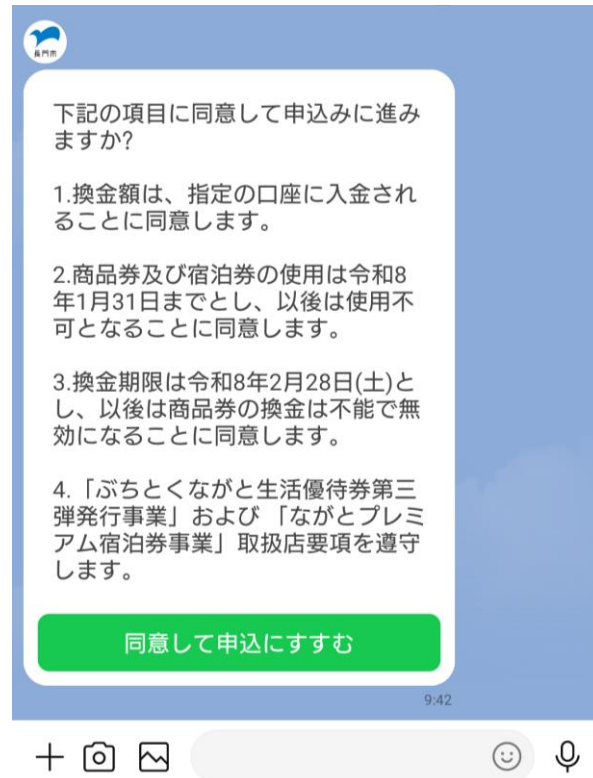 長門市
下記の項目に同意して申込みに進み
ますか?
1.換金額は、指定の口座に入金され
ることに同意します。
2.商品券及び宿泊券の使用は令和8
年1月31日までとし、以後は使用不
可となることに同意します。
3.換金期限は令和8年2月28日(土)と
し、以後は商品券の換金は不能で無
効になることに同意します。
4.「ぶちとくながと生活優待券第三
弾発行事業」および 「ながとプレミ
アム宿泊券事業」取扱店要項を遵守
します。
同意して申込にすすむ
9:42